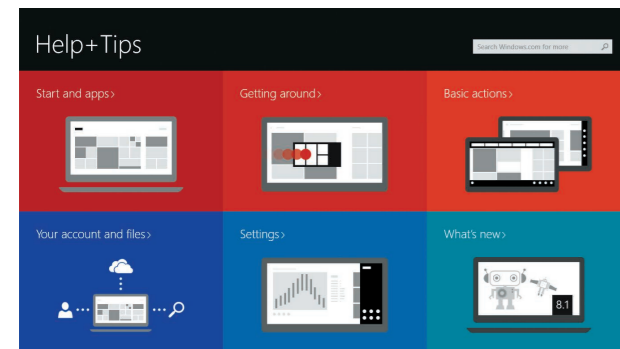 Help+Tips
Search Windows.com for more
Start and apps>
Getting around>
Basic actions>
Your account and files>
Settings>
What's new>
8.1